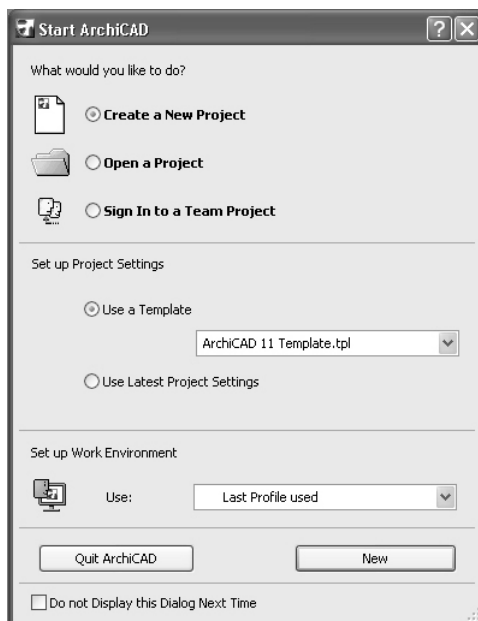 Start ArchiCAD
What would you like to do?
Create a New Project
Open a Project
Sign In to a Team Project
Set up Project Settings
Use a Template
ArchiCAD 11 Template.tpl
Use Latest Project Settings
Set up Work Environment
Use: Last Profile used
Quit ArchiCAD New
Do not Display this Dialog Next Time